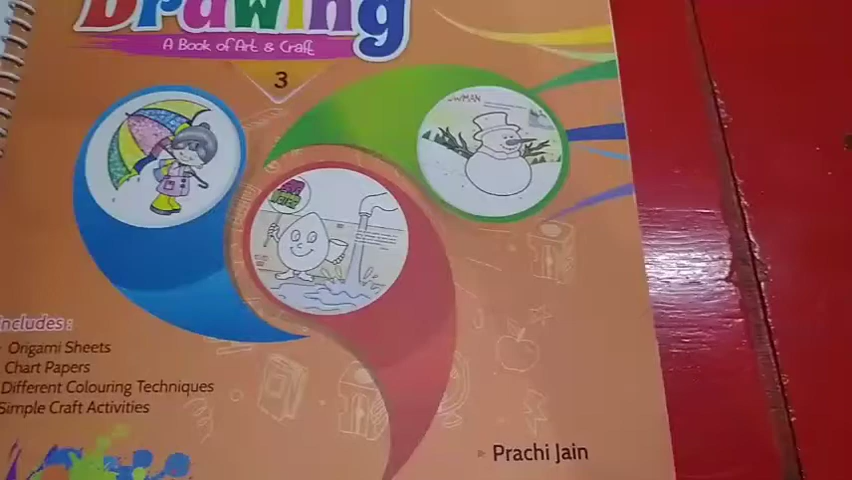 Drawing
A Book of Art & Craft
3
Includes:
Origami Sheets
Chart Papers
Different Colouring Techniques
Simple Craft Activities
Prachi Jain